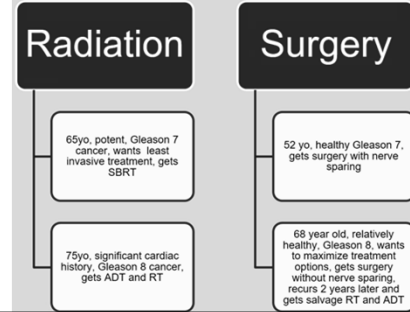 Radiation
65yo, potent, Gleason 7
cancer, wants least
invasive treatment, gets
SBRT
75yo, significant cardiac
history, Gleason 8 cancer,
gets ADT and RT
Surgery
52 yo, healthy Gleason 7,
gets surgery with nerve
sparing
68 year old, relatively
healthy, Gleason 8, wants
to maximize treatment
options, gets surgery
without nerve sparing,
recurs 2 years later and
gets salvage RT and ADT